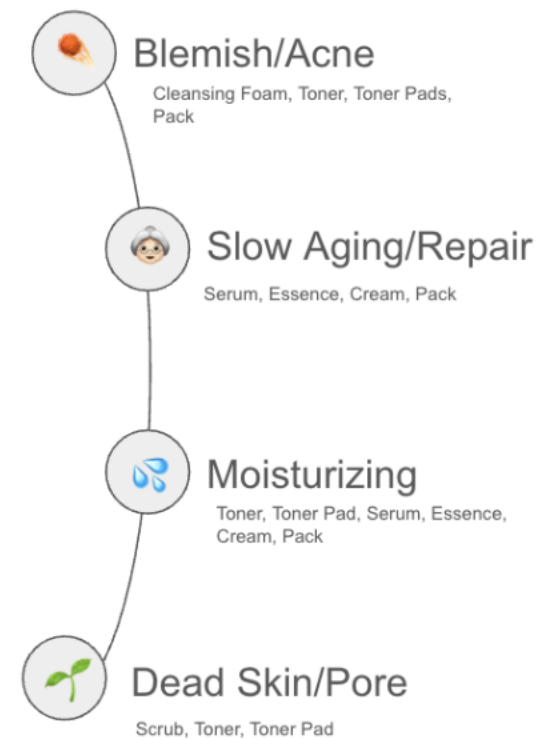 Blemish/Acne
Cleansing Foam, Toner, Toner Pads,
Pack
Slow Aging/Repair
Serum, Essence, Cream, Pack
Moisturizing
Toner, Toner Pad, Serum, Essence,
Cream, Pack
Dead Skin/Pore
Scrub, Toner, Toner Pad